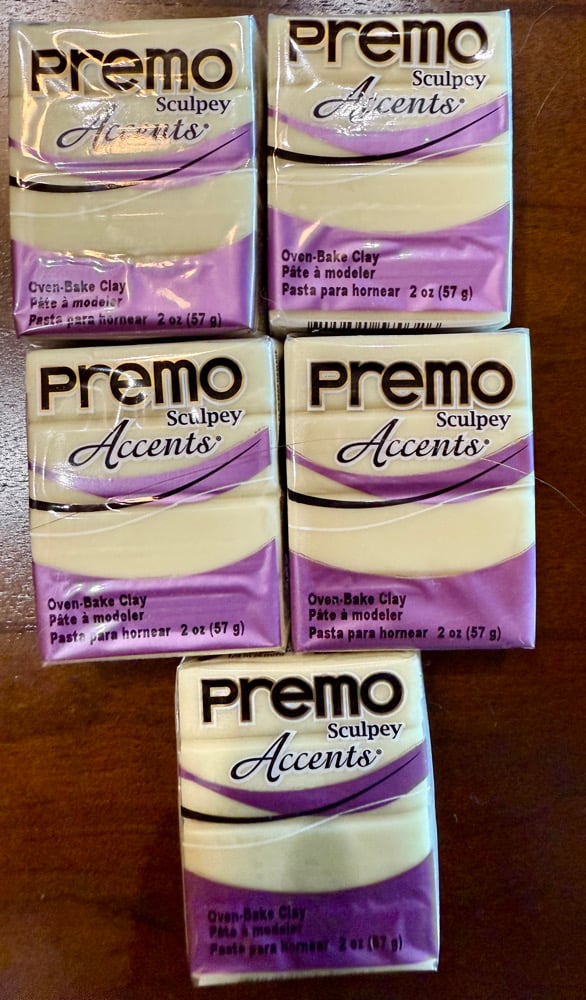 Premo
Sculpey
Accents®
Oven-Bake Clay
Pâte à modeler
Pasta para hornear 2 oz (57 g)
Premo
Sculpey
Accents®
Oven-Bake Clay
Pâte à modeler
Pasta para hornear 2 oz (57 g)
Premo
Sculpey
Accents®
Oven-Bake Clay
Pâte à modeler
Pasta para hornear 2 oz (57 g)
Premo
Sculpey
Accents®
Oven-Bake Clay
Pâte à modeler
Pasta para hornear 2 oz (57 g)
Premo
Sculpey
Accents®
Oven-Bake Clay
Pâte à modeler
Pasta para hornear 2 oz (57 g)